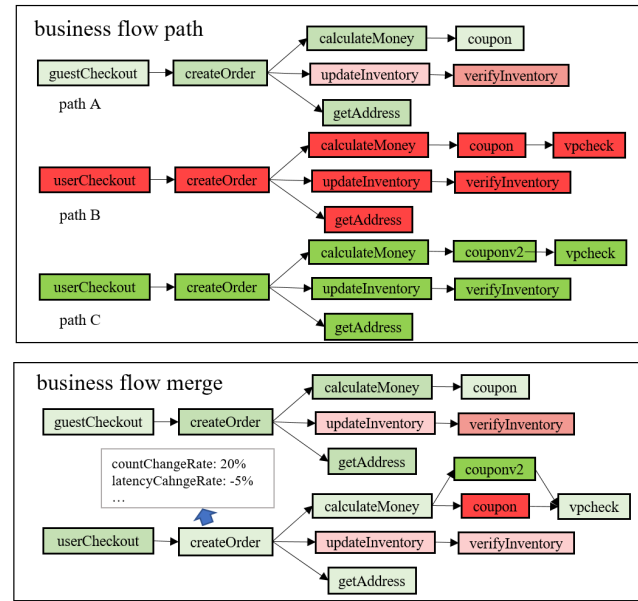 business flow path
calculateMoney coupon
guestCheckout createOrder updateInventory verifyInventory
path A
getAddress
calculateMoney coupon vpcheck
userCheckout createOrder updateInventory verifyInventory
path B
getAddress
calculateMoney couponv2 vpcheck
userCheckout createOrder updateInventory verifyInventory
path C
getAddress
business flow merge
calculateMoney coupon
guestCheckout createOrder updateInventory verifyInventory
getAddress
countChangeRate: 20%
latencyCahngeRate: -5%
…
couponv2
calculateMoney coupon vpcheck
userCheckout createOrder updateInventory verifyInventory
getAddress